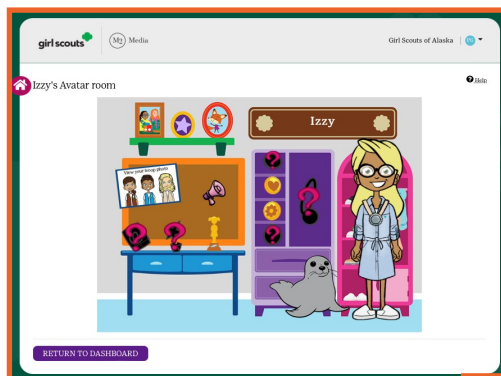 girl scouts
M2 Media
Girl Scouts of Alaska
Help
Izzy's Avatar room
Izzy
View your troop photo
RETURN TO DASHBOARD